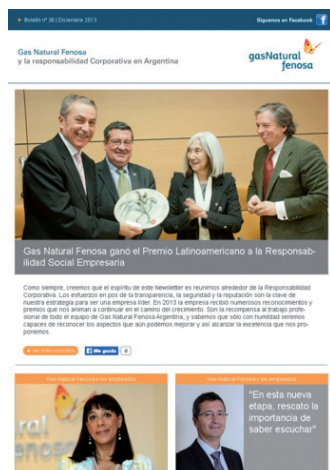 Boletín nº 36 | Diciembre 2013
Siguenos en Facebook f
Gas Natural Fenosa
y la responsabilidad Corporativa en Argentina
gasNatural
fenosa
Gas Natural Fenosa ganó el Premio Latinoamericano a la Responsab-
ilidad Social Empresaria
Como siempre, creemos que el espíritu de este Newsletter es reunirnos alrededor de la Responsabilidad
Corporativa. Los esfuerzos en pos de la transparencia, la seguridad y la reputación son la clave de
nuestra estrategia para ser una empresa líder. En 2013 la empresa recibió numerosos reconocimientos y
premios que nos animan a continuar en el camino del crecimiento. Son la recompensa al trabajo profe-
sional de todo el equipo de Gas Natural Fenosa Argentina, y sabemos que sólo con humildad seremos
capaces de reconocer los aspectos que aún podemos mejorar y así alcanzar la excelencia que nos pro-
ponemos.
f Me gusta 0
Gas Natural Fenosa y los empleados
Gas Natural Fenosa y los empleados
ral
fenosa
"En esta nueva
etapa, rescato la
importancia de
saber escuchar"